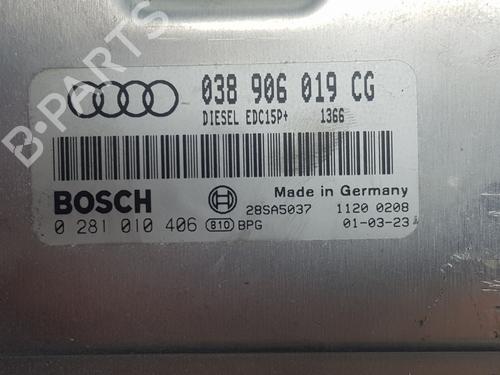 038 906 019 CG
DIESEL EDC15P+ 1366
BOSCH
Made in Germany
28SA5037 1120 0208
0 281 010 406 810 BPG 01-03-23
B-PARTS